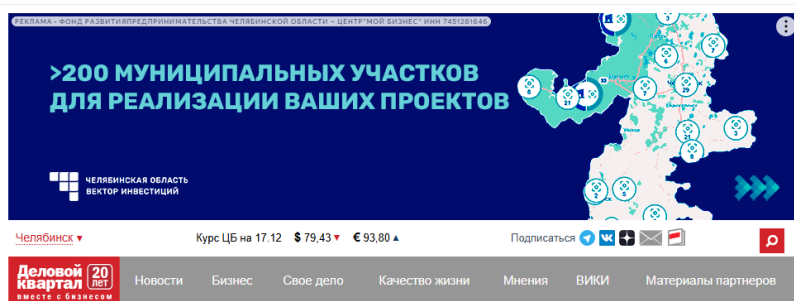 РЕКЛАМА • ФОНД РАЗВИТИЯПРЕДПРИНИМАТЕЛЬСТВА ЧЕЛЯБИНСКОЙ ОБЛАСТИ – ЦЕНТР"МОЙ БИЗНЕС" ИНН 7451281646
>200 МУНИЦИПАЛЬНЫХ УЧАСТКОВ
ДЛЯ РЕАЛИЗАЦИИ ВАШИХ ПРОЕКТОВ
ЧЕЛЯБИНСКАЯ ОБЛАСТЬ
ВЕКТОР ИНВЕСТИЦИЙ
Челябинск ▾
Курс ЦБ на 17.12 $ 79,43 ▼ € 93,80 ▲
Подписаться
Деловой квартал 20 лет
вместе с бизнесом
Новости Бизнес Свое дело Качество жизни Мнения ВИКИ Материалы партнеров